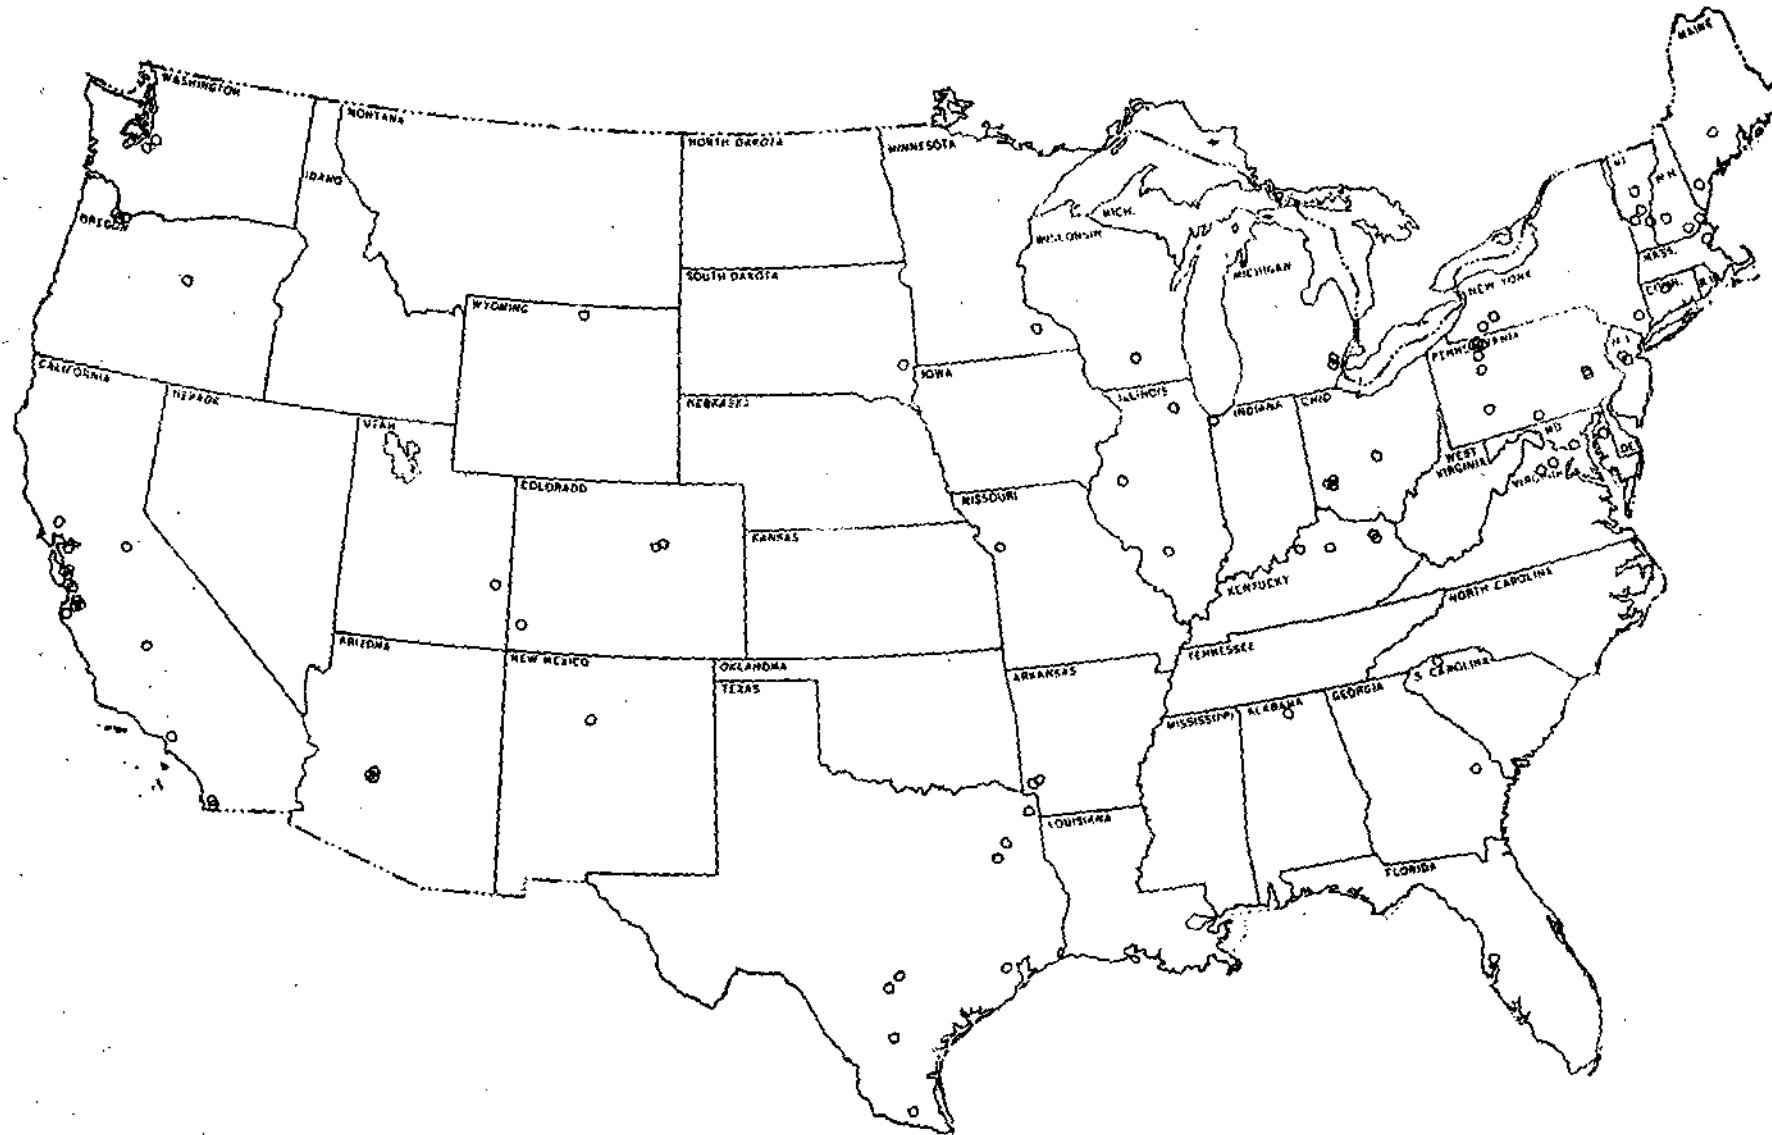 MAINE
WASHINGTON
MONTANA
NORTH DAKOTA
MINNESOTA
N.H.
IDAHO
OREGON
MICH.
WISCONSIN
MASS.
SOUTH DAKOTA
MICHIGAN
NEW YORK
CONN.
R.I.
WYOMING
PENNSYLVANIA
N.J.
CALIFORNIA
IOWA
NEVADA
NEBRASKA
ILLINOIS
INDIANA
OHIO
UTAH
MD
DE
WEST
VIRGINIA
VIRGINIA
COLORADO
MISSOURI
KANSAS
KENTUCKY
NORTH CAROLINA
ARIZONA
NEW MEXICO
OKLAHOMA
TENNESSEE
TEXAS
ARKANSAS
S CAROLINA
GEORGIA
MISSISSIPPI
ALABAMA
LOUISIANA
FLORIDA